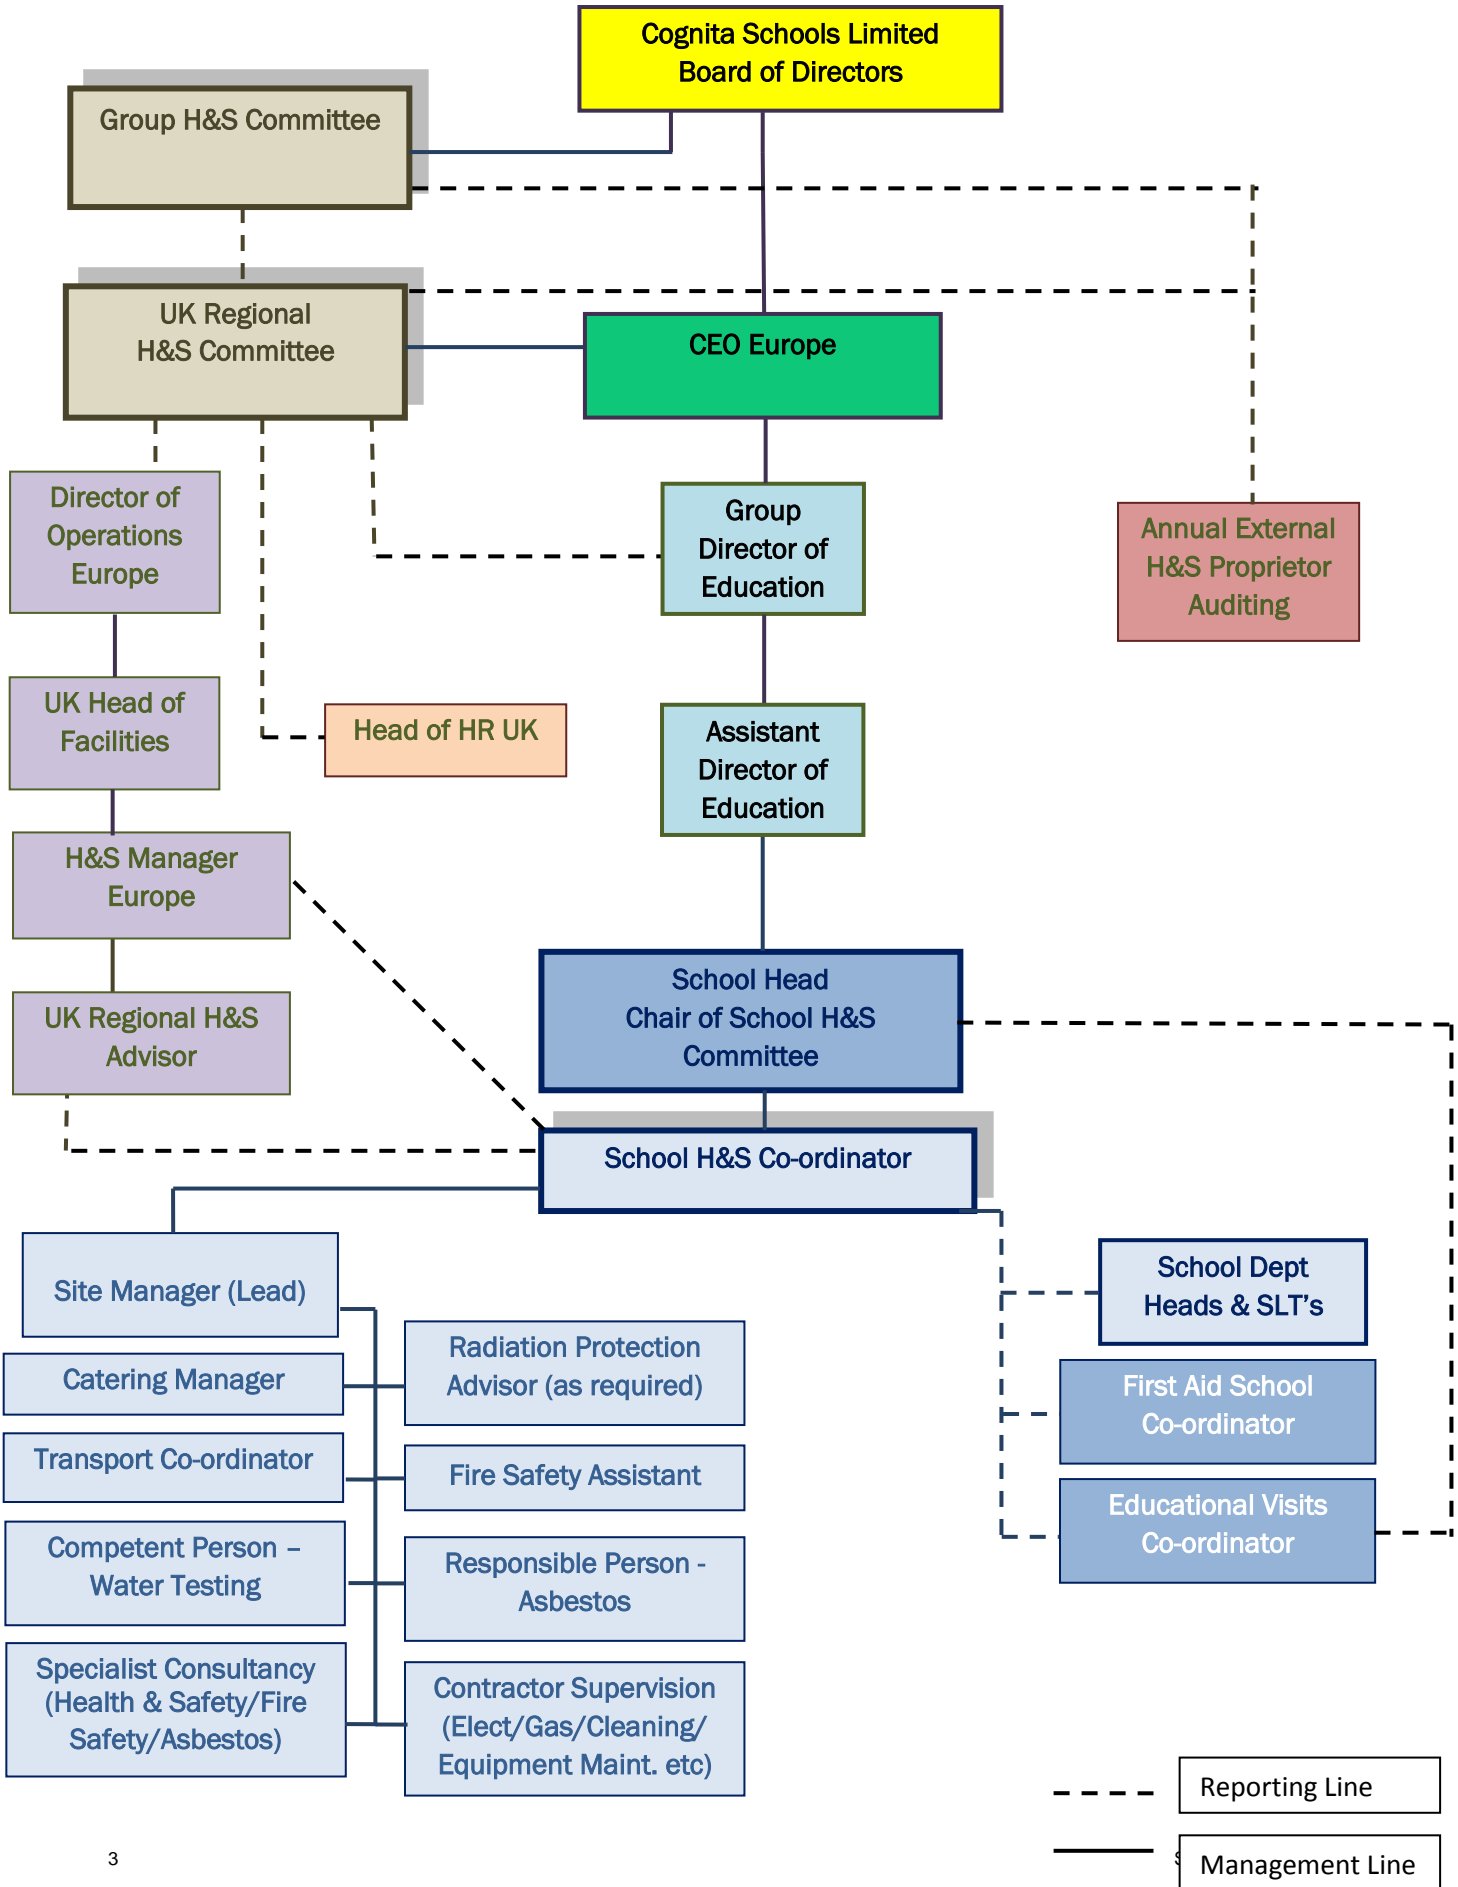 Cognita Schools Limited
Board of Directors
Group H&S Committee
UK Regional
H&S Committee
CEO Europe
Director of
Operations
Europe
Group
Director of
Education
Annual External
H&S Proprietor
Auditing
UK Head of
Facilities
Head of HR UK
Assistant
Director of
Education
H&S Manager
Europe
UK Regional H&S
Advisor
School Head
Chair of School H&S
Committee
School H&S Co-ordinator
Site Manager (Lead)
Catering Manager
Transport Co-ordinator
Competent Person –
Water Testing
Specialist Consultancy
(Health & Safety/Fire
Safety/Asbestos)
Radiation Protection
Advisor (as required)
Fire Safety Assistant
Responsible Person -
Asbestos
Contractor Supervision
(Elect/Gas/Cleaning/
Equipment Maint. etc)
School Dept
Heads & SLT’s
First Aid School
Co-ordinator
Educational Visits
Co-ordinator
Reporting Line
Management Line
3